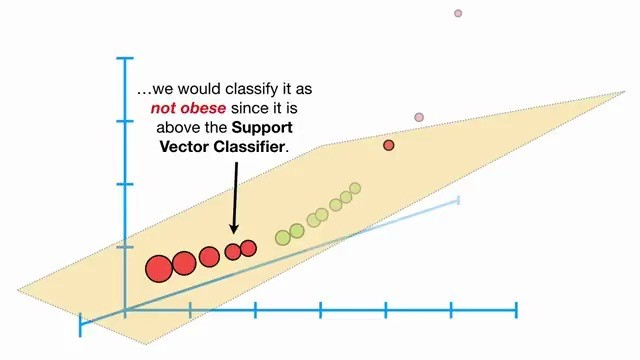 …we would classify it as
not obese since it is
above the Support
Vector Classifier.